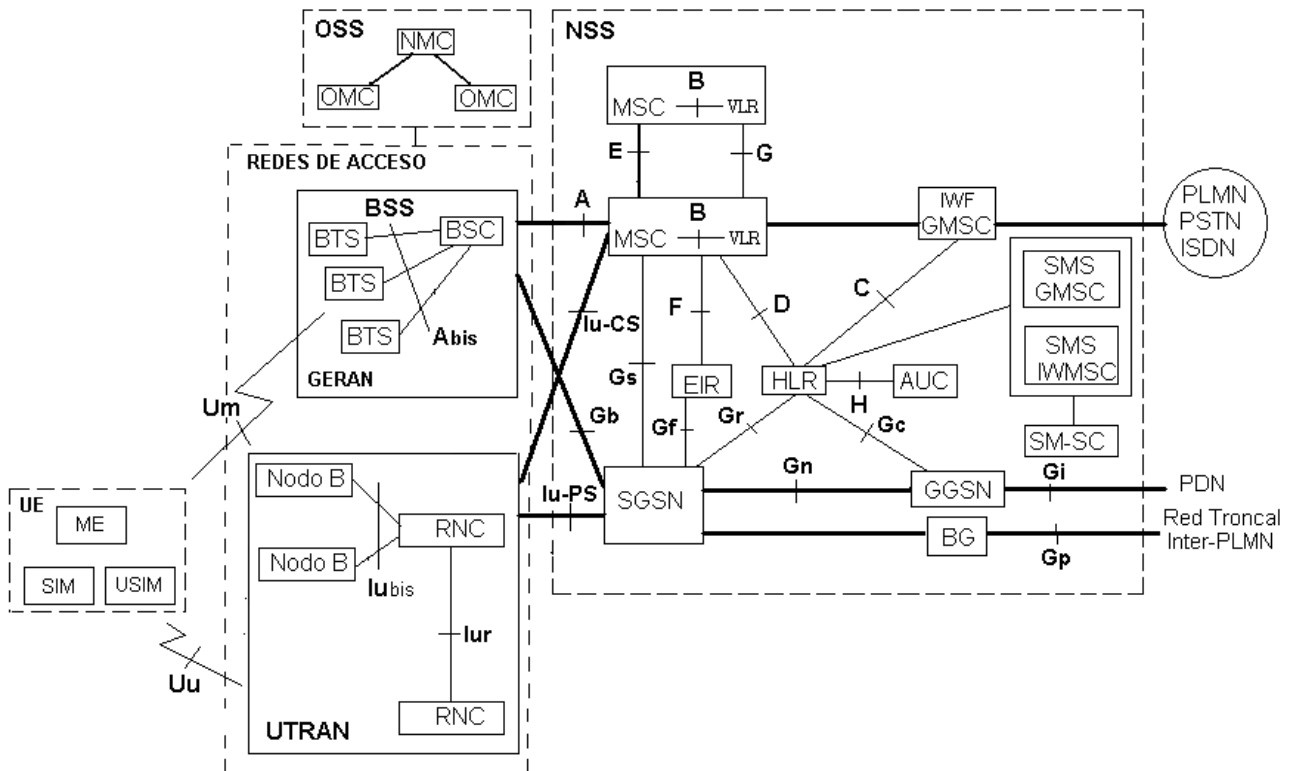 OSS
NMC
OMC
OMC
NSS
B
MSC
VLR
E
G
REDES DE ACCESO
BSS
BTS
BSC
BTS
BTS
Abis
GERAN
A
B
MSC
VLR
IWF
GMSC
PLMN
PSTN
ISDN
SMS
GMSC
SMS
IWMSC
SM-SC
C
D
F
Iu-CS
Gs
EIR
HLR
H
AUC
Gb
Gf
Gr
Gc
Um
Iu-PS
SGSN
Gn
GGSN
Gi
PDN
BG
Gp
Red Troncal
Inter-PLMN
UE
ME
SIM
USIM
Uu
Nodo B
RNC
Nodo B
Iubis
Iur
RNC
UTRAN